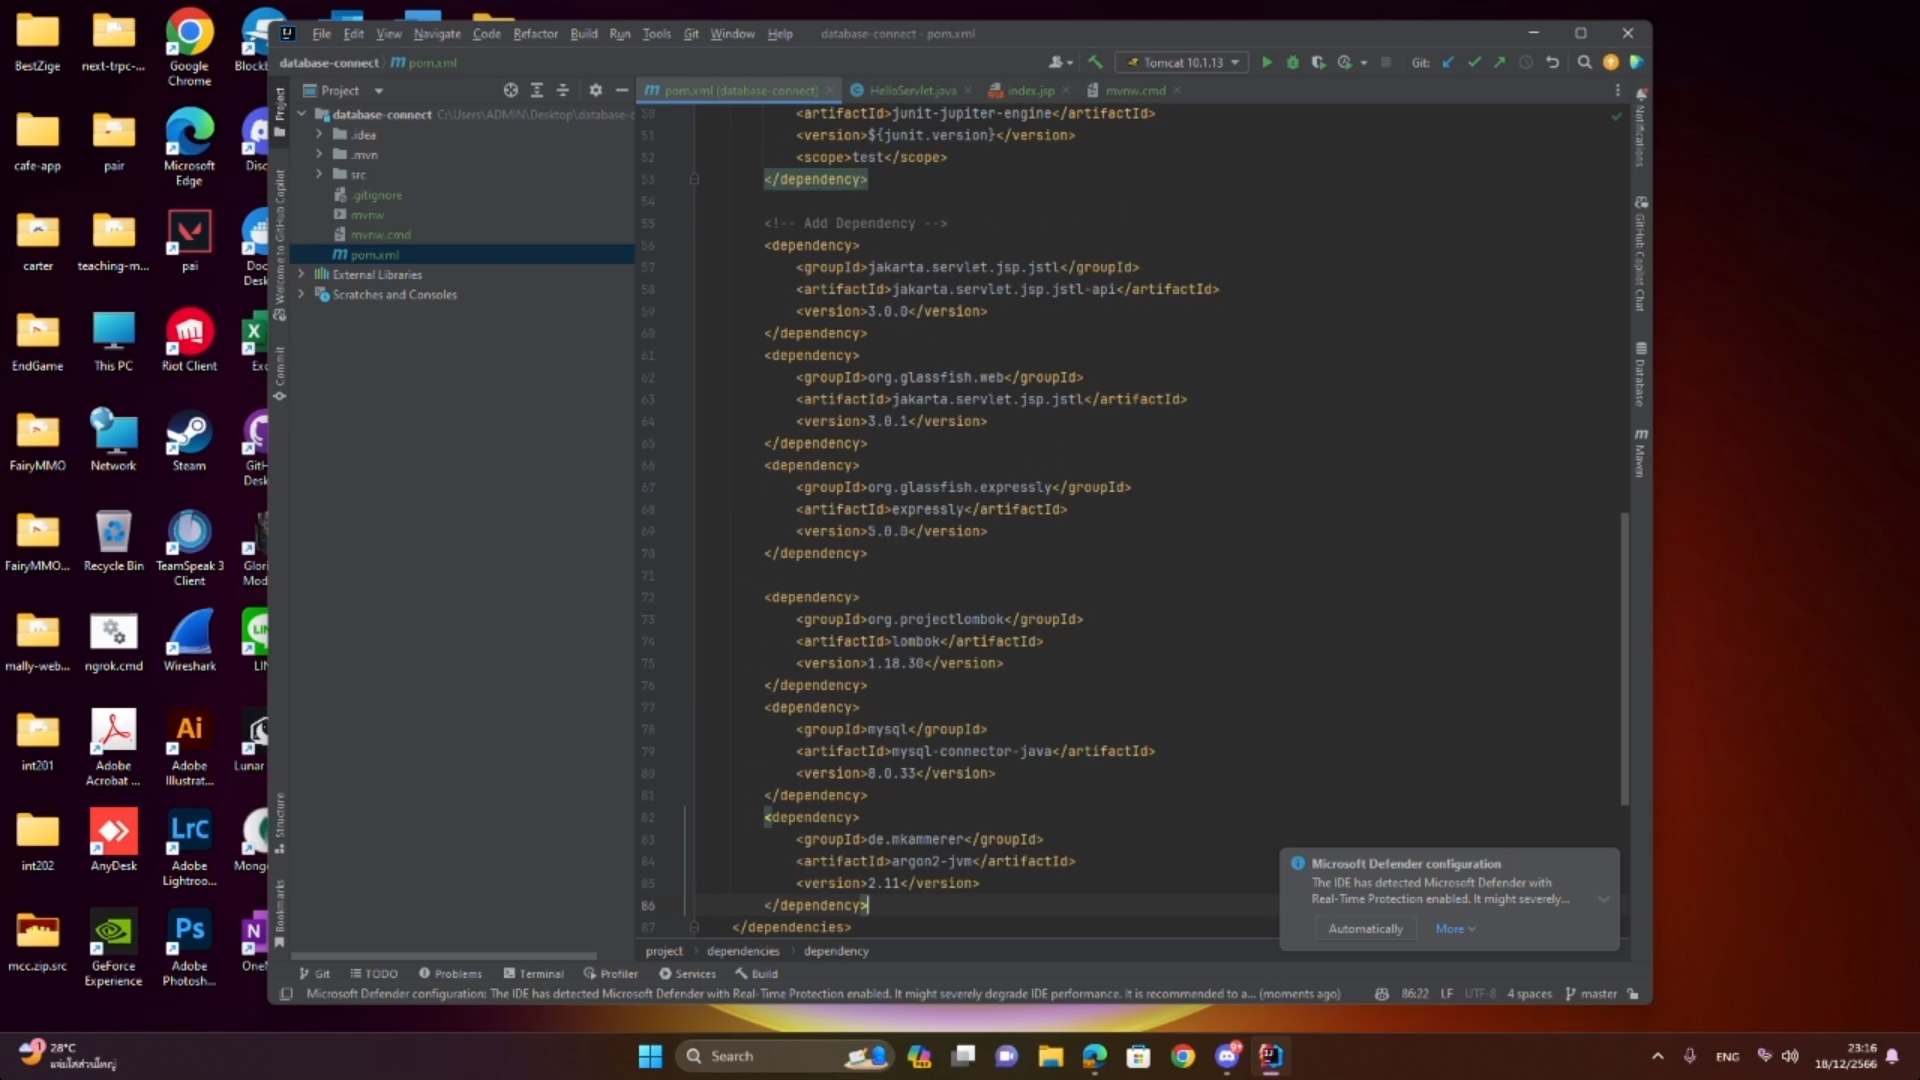 BestZige
next-trpc-...
Google Chrome
cafe-app
pair
Microsoft Edge
carter
teaching-m...
pai
EndGame
This PC
Riot Client
FairyMMO
Network
Steam
FairyMMO...
Recycle Bin
TeamSpeak 3 Client
mally-web...
ngrok.cmd
Wireshark
int201
Adobe Acrobat ...
Adobe Illustrat...
int202
AnyDesk
Adobe Lightroo...
mcc.zip.src
GeForce Experience
Adobe Photosh...
File Edit View Navigate Code Refactor Build Run Tools Git Window Help database-connect - pom.xml
database-connect pom.xml
Tomcat 10.1.13 Git:
Project
pom.xml (database-connect) HelloServlet.java index.jsp mvnw.cmd
database-connect C:\Users\ADMIN\Desktop\database-c
.idea
.mvn
src
.gitignore
mvnw
mvnw.cmd
pom.xml
External Libraries
Scratches and Consoles
Project
Welcome to GitHub Copilot
Commit
Structure
Bookmarks
50 <artifactId>junit-jupiter-engine</artifactId>
51 <version>${junit.version}</version>
52 <scope>test</scope>
53 </dependency>
54
55 <!-- Add Dependency -->
56 <dependency>
57 <groupId>jakarta.servlet.jsp.jstl</groupId>
58 <artifactId>jakarta.servlet.jsp.jstl-api</artifactId>
59 <version>3.0.0</version>
60 </dependency>
61 <dependency>
62 <groupId>org.glassfish.web</groupId>
63 <artifactId>jakarta.servlet.jsp.jstl</artifactId>
64 <version>3.0.1</version>
65 </dependency>
66 <dependency>
67 <groupId>org.glassfish.expressly</groupId>
68 <artifactId>expressly</artifactId>
69 <version>5.0.0</version>
70 </dependency>
71
72 <dependency>
73 <groupId>org.projectlombok</groupId>
74 <artifactId>lombok</artifactId>
75 <version>1.18.30</version>
76 </dependency>
77 <dependency>
78 <groupId>mysql</groupId>
79 <artifactId>mysql-connector-java</artifactId>
80 <version>8.0.33</version>
81 </dependency>
82 <dependency>
83 <groupId>de.mkammerer</groupId>
84 <artifactId>argon2-jvm</artifactId>
85 <version>2.11</version>
86 </dependency>
87 </dependencies>
project dependencies dependency
Notifications
GitHub Copilot Chat
Database
Maven
Microsoft Defender configuration
The IDE has detected Microsoft Defender with
Real-Time Protection enabled. It might severely...
Automatically More
Git TODO Problems Terminal Profiler Services Build
Microsoft Defender configuration: The IDE has detected Microsoft Defender with Real-Time Protection enabled. It might severely degrade IDE performance. It is recommended to a... (moments ago) 86:22 LF UTF-8 4 spaces master
28°C
Search
ENG
23:16
18/12/2566